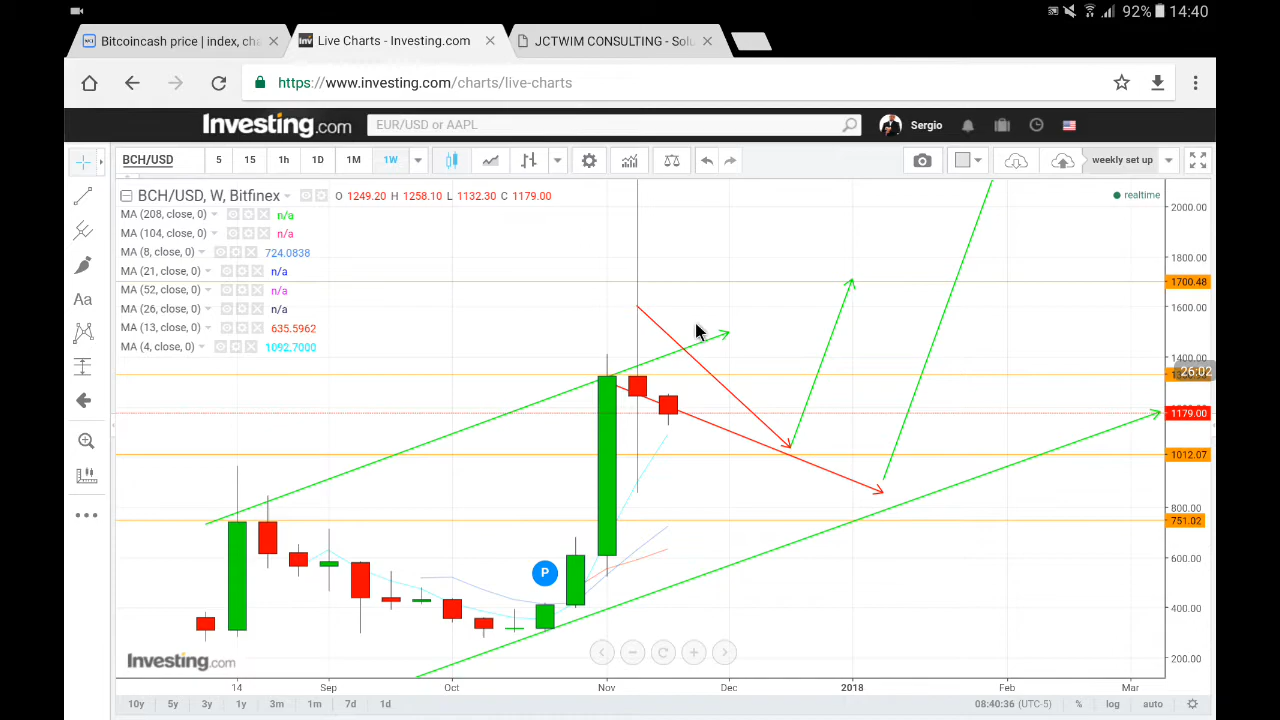 92% 14:40
Bitcoincash price | index, cha
Live Charts - Investing.com
JCTWIM CONSULTING - Solu
https://www.investing.com/charts/live-charts
Investing.com
EUR/USD or AAPL
Sergio
BCH/USD 5 15 1h 1D 1M 1W
weekly set up
BCH/USD, W, Bitfinex O 1249.20 H 1258.10 L 1132.30 C 1179.00
realtime
MA (208, close, 0) n/a
MA (104, close, 0) n/a
MA (8, close, 0) 724.0838
MA (21, close, 0) n/a
MA (52, close, 0) n/a
MA (26, close, 0) n/a
MA (13, close, 0) 635.5962
MA (4, close, 0) 1092.7000
Aa
2000.00
1800.00
1700.48
1600.00
1400.00
26:02
1179.00
1012.07
800.00
751.02
600.00
400.00
200.00
P
Investing.com
14 Sep Oct Nov Dec 2018 Feb Mar
10y 5y 3y 1y 3m 1m 7d 1d
08:40:36 (UTC-5) % log auto